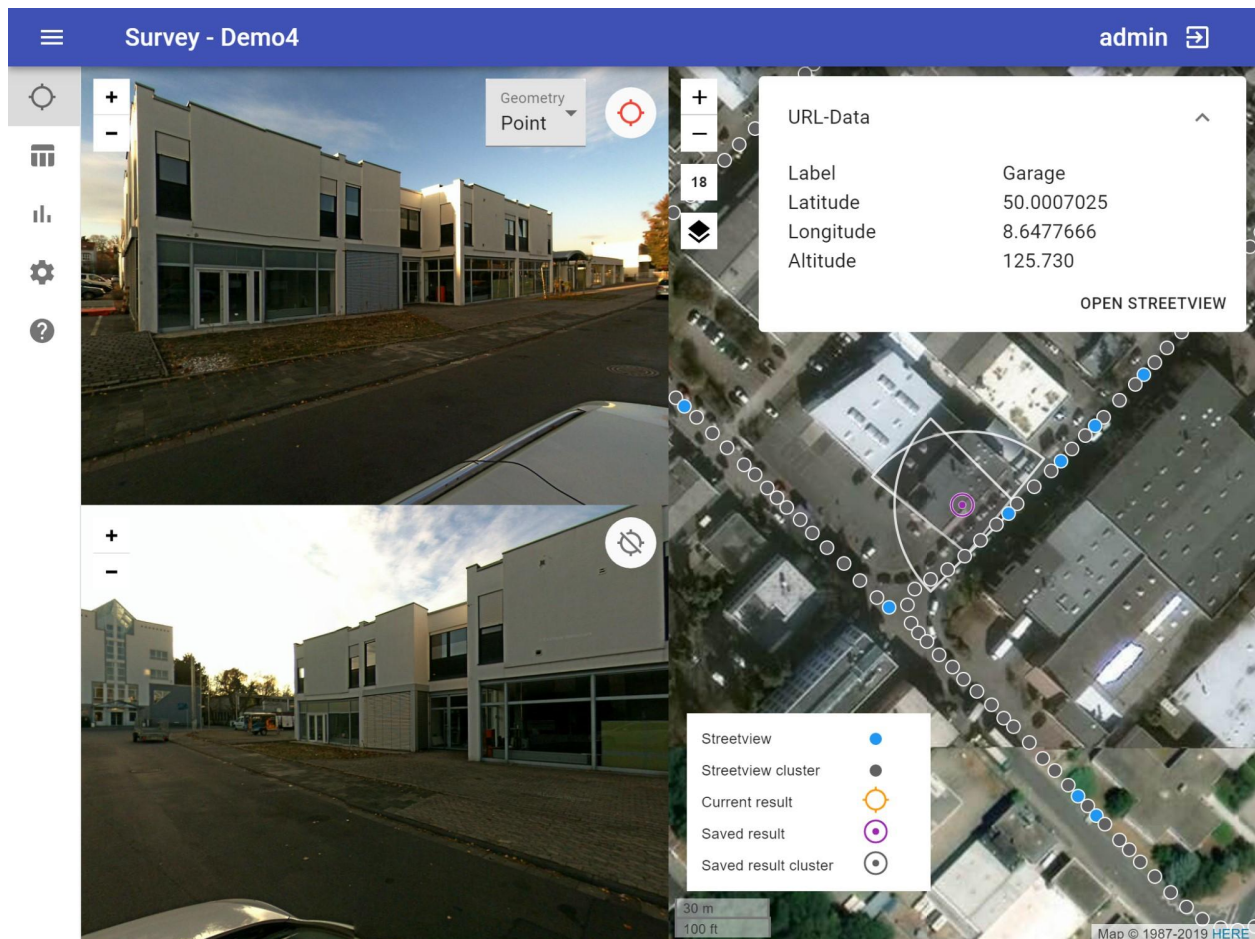 Survey - Demo4
admin
+
-
Geometry
Point
+
-
+
-
18
URL-Data
Label Garage
Latitude 50.0007025
Longitude 8.6477666
Altitude 125.730
OPEN STREETVIEW
Streetview
Streetview cluster
Current result
Saved result
Saved result cluster
30 m
100 ft
Map © 1987-2019 HERE